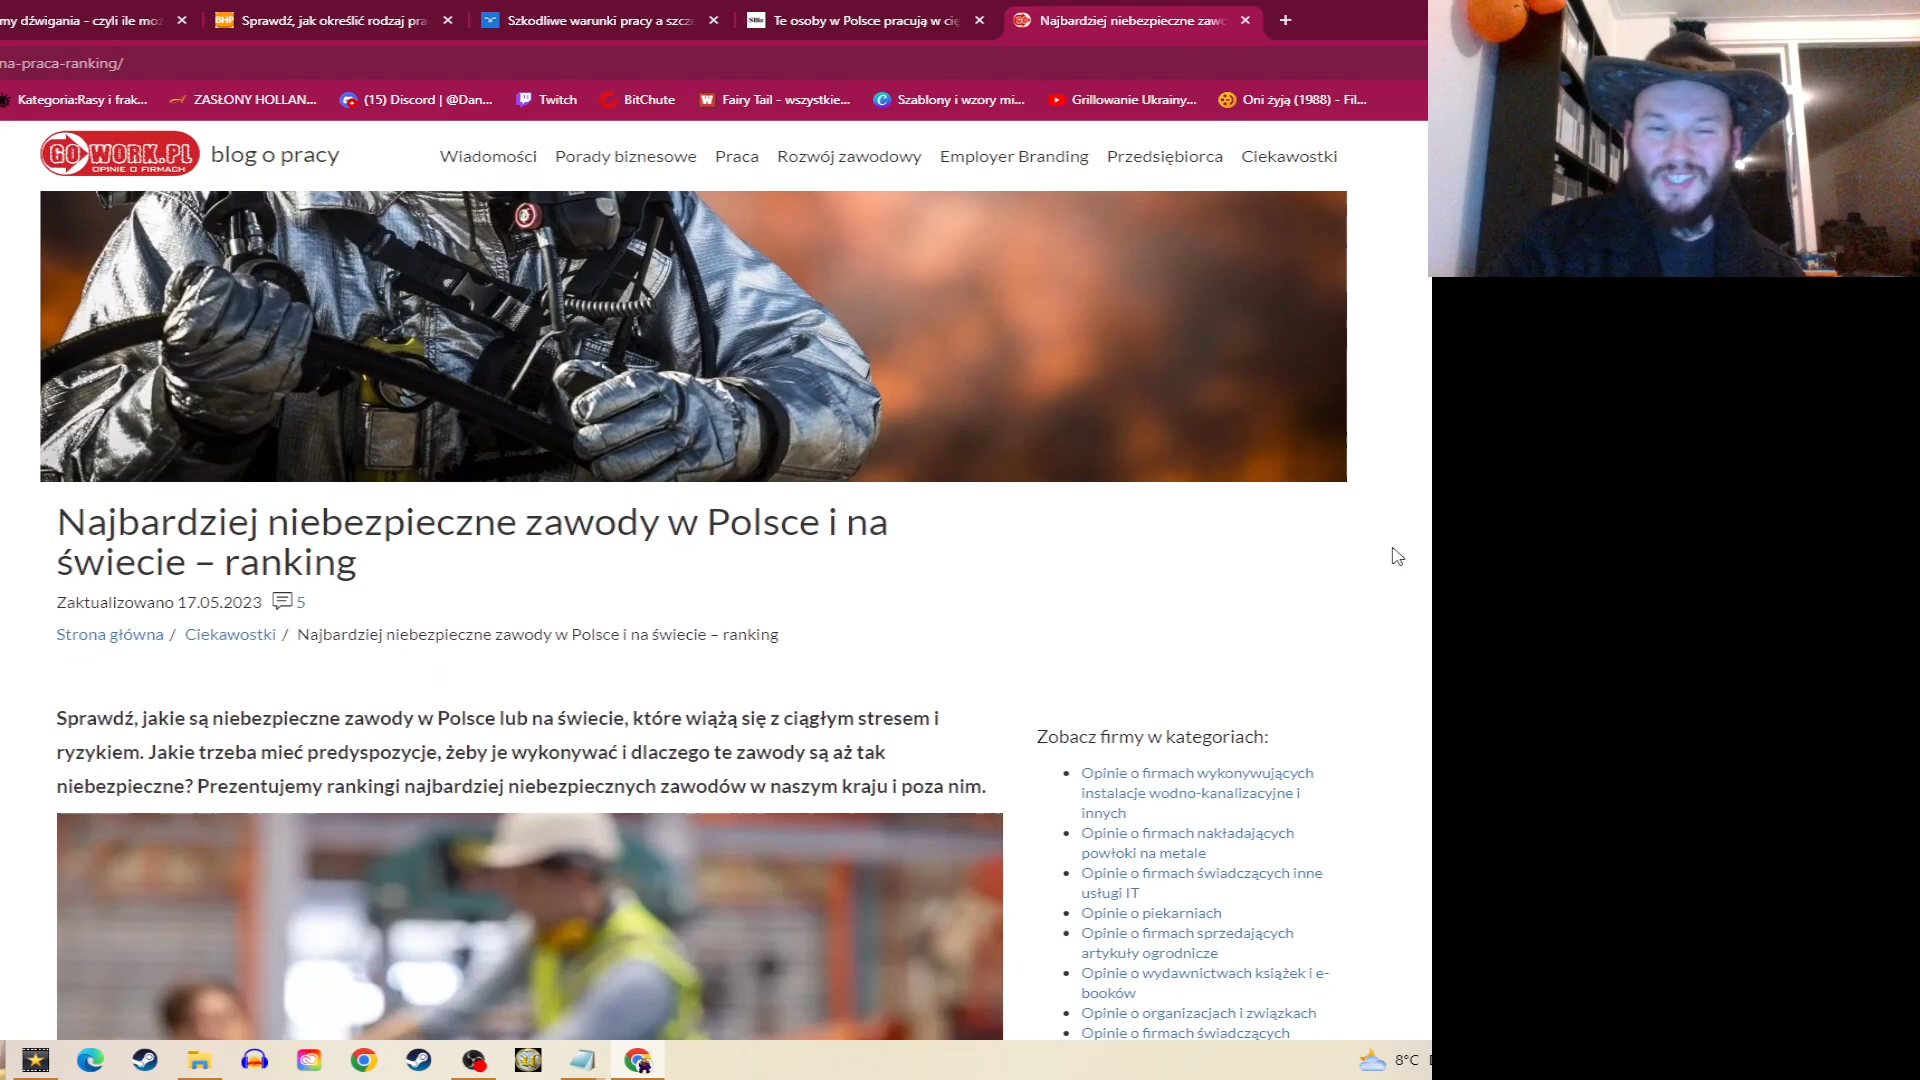 my dźwigania - czyli ile moż
Sprawdź, jak określić rodzaj pra
Szkodliwe warunki pracy a szcze
Te osoby w Polsce pracują w cię
Najbardziej niebezpieczne zawo
na-praca-ranking/
Kategoria:Rasy i frak...
ZASŁONY HOLLAN...
(15) Discord | @Dan...
Twitch
BitChute
Fairy Tail - wszystkie...
Szablony i wzory mi...
Grillowanie Ukrainy...
Oni żyją (1988) - Fil...
GOWORK.PL
OPINIE O FIRMACH
blog o pracy
Wiadomości
Porady biznesowe
Praca
Rozwój zawodowy
Employer Branding
Przedsiębiorca
Ciekawostki
Najbardziej niebezpieczne zawody w Polsce i na
świecie – ranking
Zaktualizowano 17.05.2023 5
Strona główna / Ciekawostki / Najbardziej niebezpieczne zawody w Polsce i na świecie – ranking
Sprawdź, jakie są niebezpieczne zawody w Polsce lub na świecie, które wiążą się z ciągłym stresem i
ryzykiem. Jakie trzeba mieć predyspozycje, żeby je wykonywać i dlaczego te zawody są aż tak
niebezpieczne? Prezentujemy rankingi najbardziej niebezpiecznych zawodów w naszym kraju i poza nim.
Zobacz firmy w kategoriach:
Opinie o firmach wykonywujących
instalacje wodno-kanalizacyjne i
innych
Opinie o firmach nakładających
powłoki na metale
Opinie o firmach świadczących inne
usługi IT
Opinie o piekarniach
Opinie o firmach sprzedających
artykuły ogrodnicze
Opinie o wydawnictwach książek i e-
booków
Opinie o organizacjach i związkach
Opinie o firmach świadczących
8°C